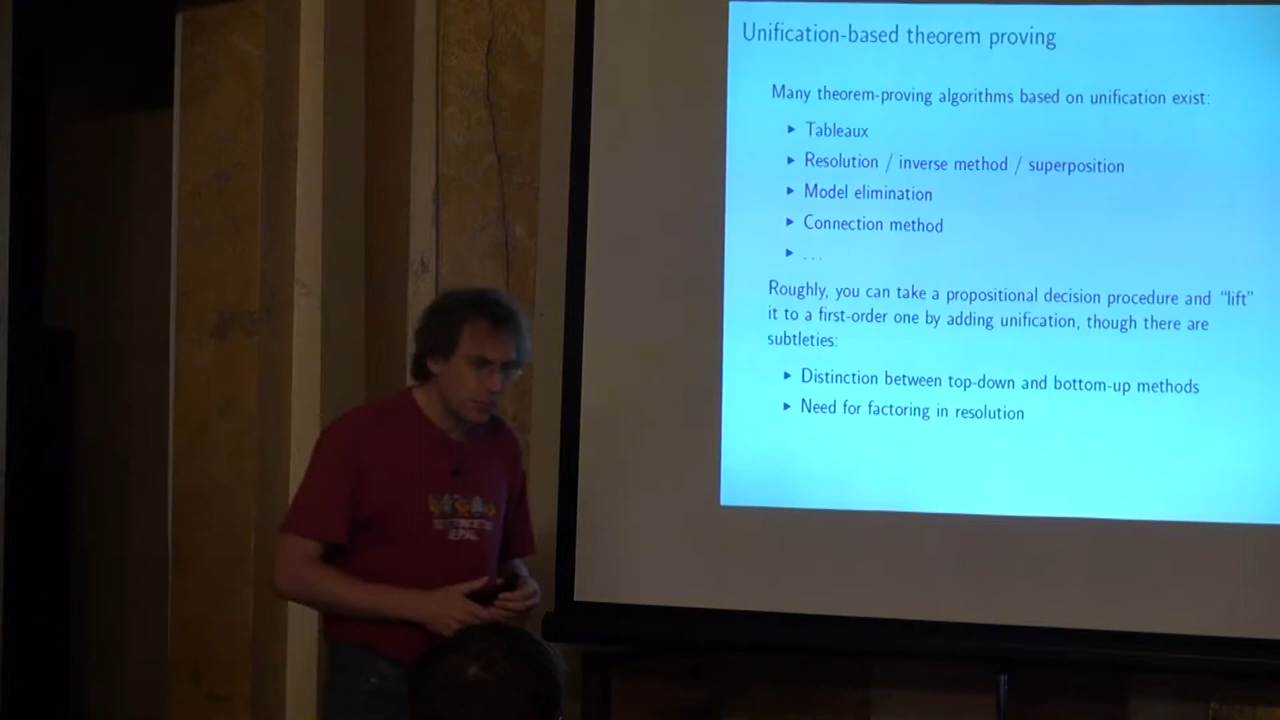 Unification-based theorem proving
Many theorem-proving algorithms based on unification exist:
▶ Tableaux
▶ Resolution / inverse method / superposition
▶ Model elimination
▶ Connection method
▶ ...
Roughly, you can take a propositional decision procedure and “lift”
it to a first-order one by adding unification, though there are
subtleties:
▶ Distinction between top-down and bottom-up methods
▶ Need for factoring in resolution